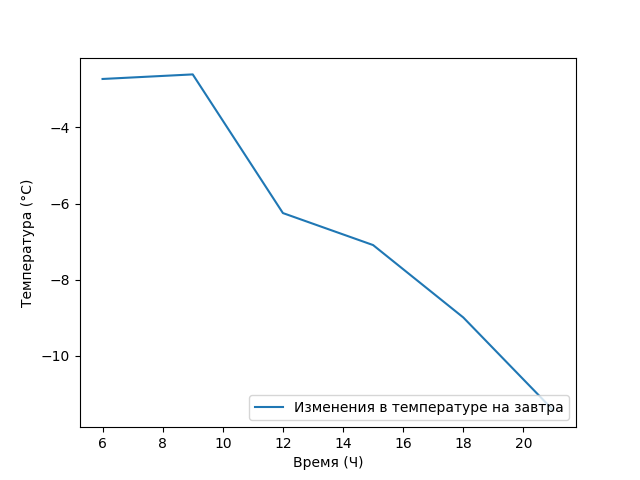 −4
−6
−8
−10
Температура (°C)
Изменения в температуре на завтра
6 8 10 12 14 16 18 20
Время (Ч)